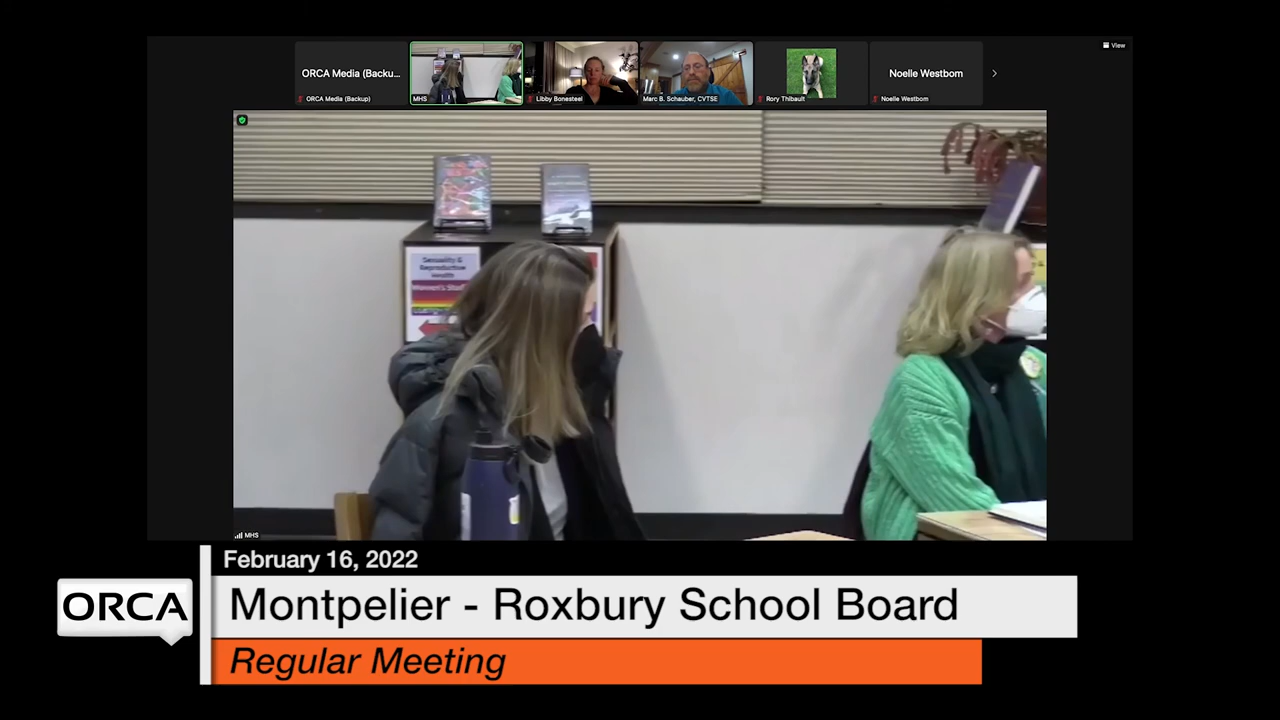 View
ORCA Media (Backu...
Noelle Westbom
ORCA Media (Backup)
MHS
Libby Bonesteel
Marc B. Schauber, CVTSE
Rory Thibault
Noelle Westbom
Sexuality &
Reproductive
Health
Women's
MHS
February 16, 2022
ORCA
Montpelier - Roxbury School Board
Regular Meeting